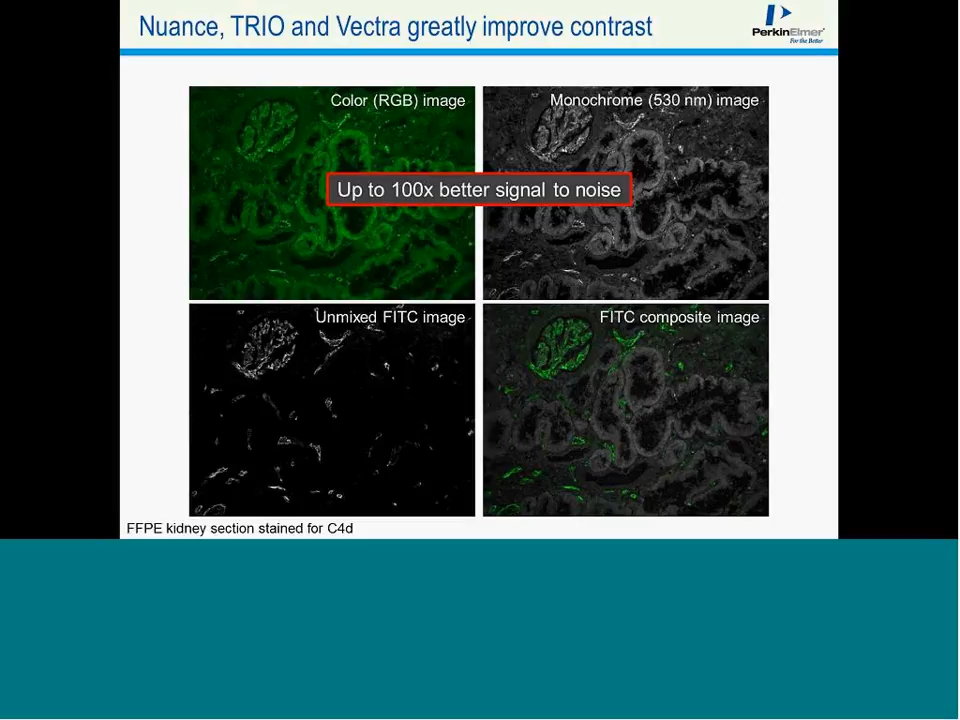 Nuance, TRIO and Vectra greatly improve contrast
PerkinElmer
For the Better
Color (RGB) image
Monochrome (530 nm) image
Up to 100x better signal to noise
Unmixed FITC image
FITC composite image
FFPE kidney section stained for C4d